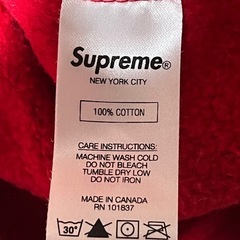 Supreme®
NEW YORK CITY
100% COTTON
CARE INSTRUCTIONS:
MACHINE WASH COLD
DO NOT BLEACH
TUMBLE DRY LOW
DO NOT IRON
MADE IN CANADA
RN 101837
30°